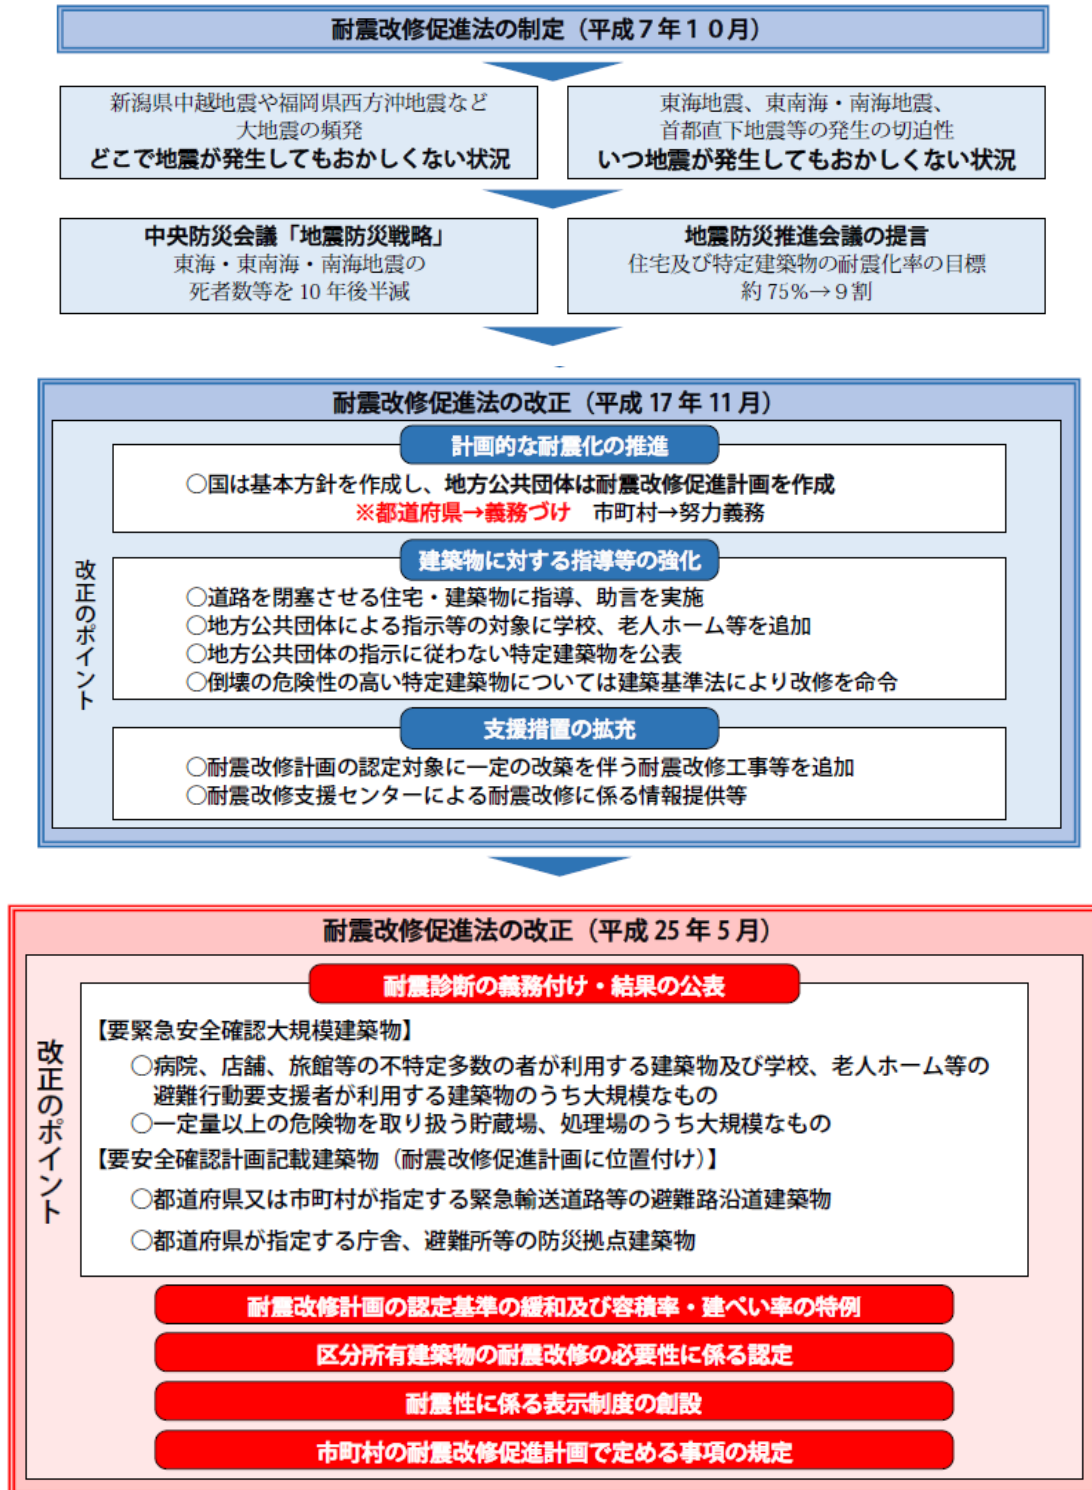 耐震改修促進法の制定（平成７年１０月）
新潟県中越地震や福岡県西方沖地震など
大地震の頻発
どこで地震が発生してもおかしくない状況
東海地震、東南海・南海地震、
首都直下地震等の発生の切迫性
いつ地震が発生してもおかしくない状況
中央防災会議「地震防災戦略」
東海・東南海・南海地震の
死者数等を 10 年後半減
地震防災推進会議の提言
住宅及び特定建築物の耐震化率の目標
約 75％→９割
耐震改修促進法の改正（平成 17 年 11 月）
改正のポイント
計画的な耐震化の推進
○国は基本方針を作成し、地方公共団体は耐震改修促進計画を作成
※都道府県→義務づけ　市町村→努力義務
建築物に対する指導等の強化
○道路を閉塞させる住宅・建築物に指導、助言を実施
○地方公共団体による指示等の対象に学校、老人ホーム等を追加
○地方公共団体の指示に従わない特定建築物を公表
○倒壊の危険性の高い特定建築物については建築基準法により改修を命令
支援措置の拡充
○耐震改修計画の認定対象に一定の改築を伴う耐震改修工事等を追加
○耐震改修支援センターによる耐震改修に係る情報提供等
耐震改修促進法の改正（平成 25 年 5 月）
改正のポイント
耐震診断の義務付け・結果の公表
【要緊急安全確認大規模建築物】
○病院、店舗、旅館等の不特定多数の者が利用する建築物及び学校、老人ホーム等の
避難行動要支援者が利用する建築物のうち大規模なもの
○一定量以上の危険物を取り扱う貯蔵場、処理場のうち大規模なもの
【要安全確認計画記載建築物（耐震改修促進計画に位置付け）】
○都道府県又は市町村が指定する緊急輸送道路等の避難路沿道建築物
○都道府県が指定する庁舎、避難所等の防災拠点建築物
耐震改修計画の認定基準の緩和及び容積率・建ぺい率の特例
区分所有建築物の耐震改修の必要性に係る認定
耐震性に係る表示制度の創設
市町村の耐震改修促進計画で定める事項の規定